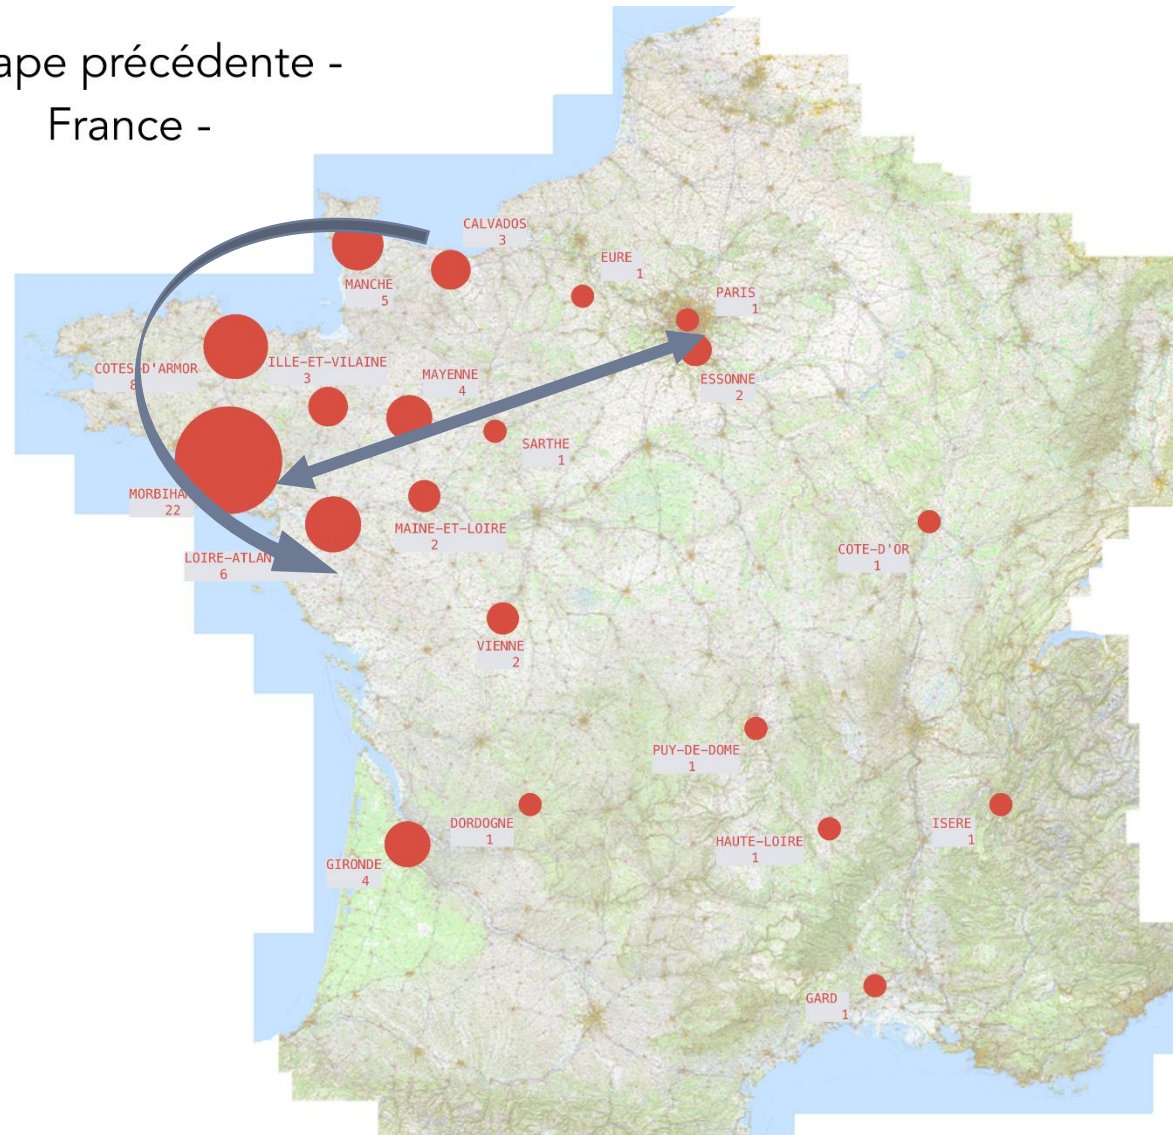 ape précédente -
France -
CALVADOS
3
EURE
1
MANCHE
5
PARIS
1
COTES-D'ARMOR
8
ILLE-ET-VILAINE
3
MAYENNE
4
ESSONNE
2
SARTHE
1
MORBIHA
22
MAINE-ET-LOIRE
2
LOIRE-ATLAN
6
COTE-D'OR
1
VIENNE
2
PUY-DE-DOME
1
DORDOGNE
1
HAUTE-LOIRE
1
ISERE
1
GIRONDE
4
GARD
1